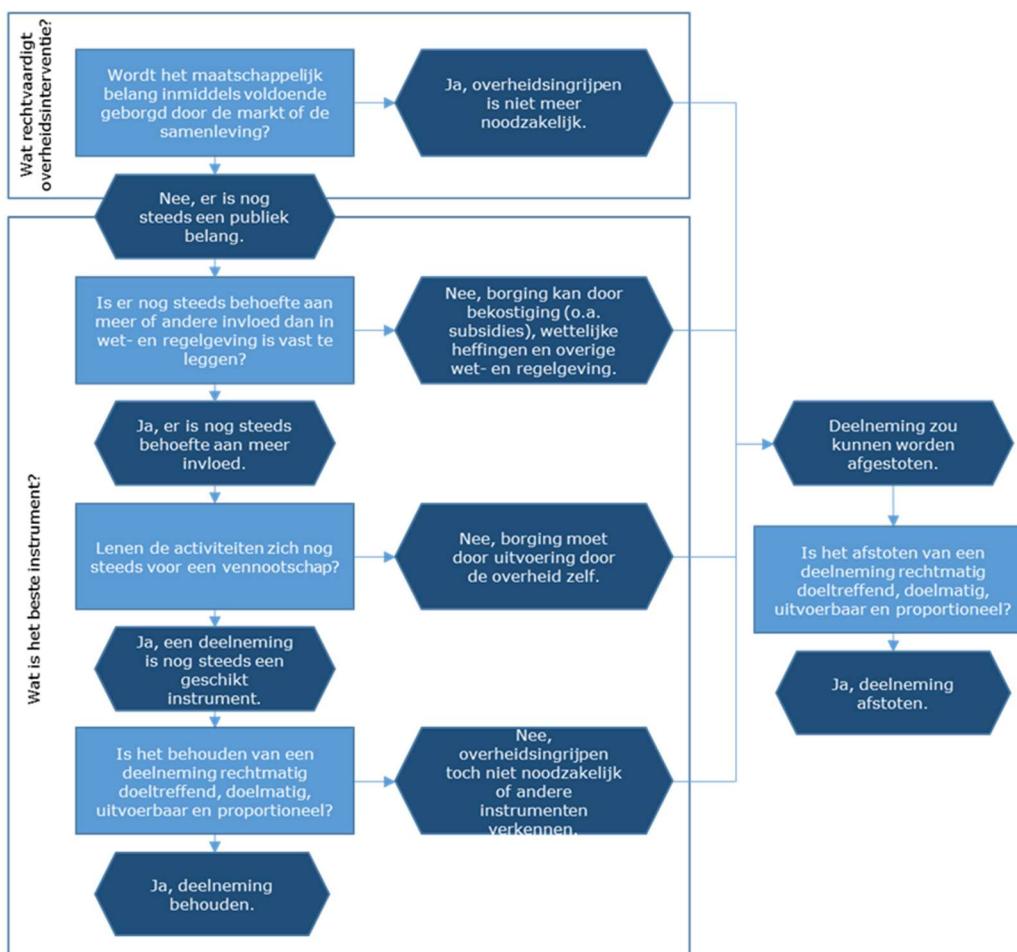 Wat rechtvaardigt
overheidsinterventie?
Wordt het maatschappelijk
belang inmiddels voldoende
geborgd door de markt of de
samenleving?
Ja, overheidsingrijpen
is niet meer
noodzakelijk.
Nee, er is nog
steeds een publiek
belang.
Wat is het beste instrument?
Is er nog steeds behoefte aan
meer of andere invloed dan in
wet- en regelgeving is vast te
leggen?
Nee, borging kan door
bekostiging (o.a.
subsidies), wettelijke
heffingen en overige
wet- en regelgeving.
Ja, er is nog steeds
behoefte aan meer
invloed.
Lenen de activiteiten zich nog
steeds voor een vennootschap?
Nee, borging moet
door uitvoering door
de overheid zelf.
Ja, een deelneming
is nog steeds een
geschikt
instrument.
Is het behouden van een
deelneming rechtmatig
doeltreffend, doelmatig,
uitvoerbaar en proportioneel?
Nee,
overheidsingrijpen
toch niet noodzakelijk
of andere
instrumenten
verkennen.
Ja, deelneming
behouden.
Deelneming zou
kunnen worden
afgestoten.
Is het afstoten van een
deelneming rechtmatig
doeltreffend, doelmatig,
uitvoerbaar en proportioneel?
Ja, deelneming
afstoten.